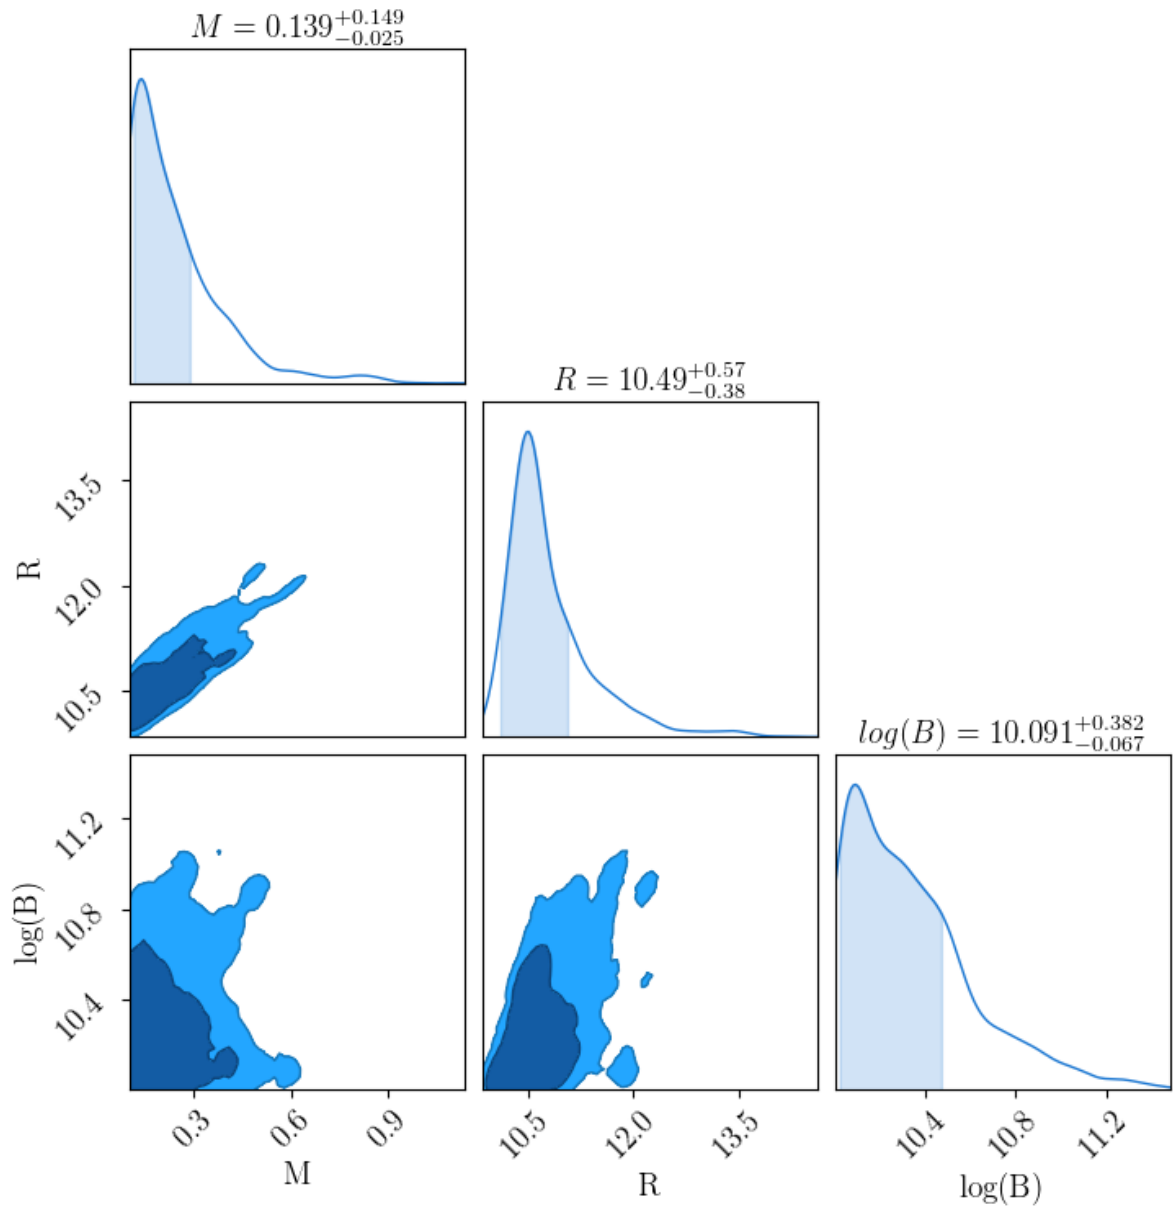 M = 0.139^{+0.149}_{-0.025}
R = 10.49^{+0.57}_{-0.38}
13.5
12.0
10.5
R
log(B) = 10.091^{+0.382}_{-0.067}
11.2
10.8
10.4
log(B)
0.3 0.6 0.9
M
10.5 12.0 13.5
R
10.4 10.8 11.2
log(B)